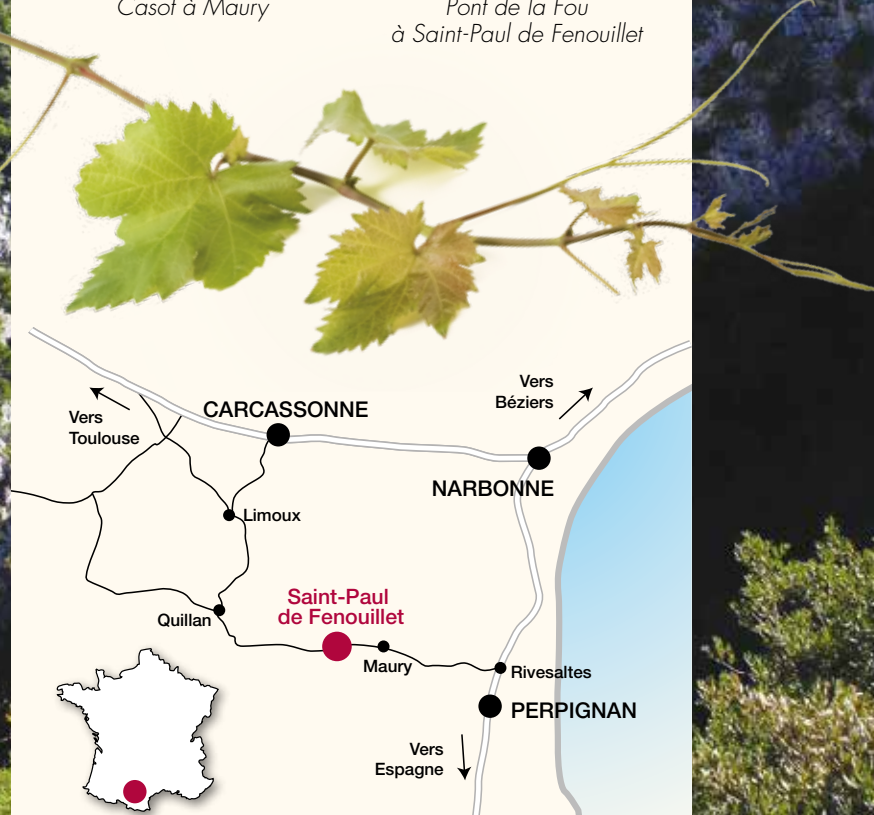 Casot à Maury
Pont de la Fou
à Saint-Paul de Fenouillet
Vers
Béziers
CARCASSONNE
Vers
Toulouse
NARBONNE
Limoux
Saint-Paul
de Fenouillet
Quillan
Maury
Rivesaltes
PERPIGNAN
Vers
Espagne